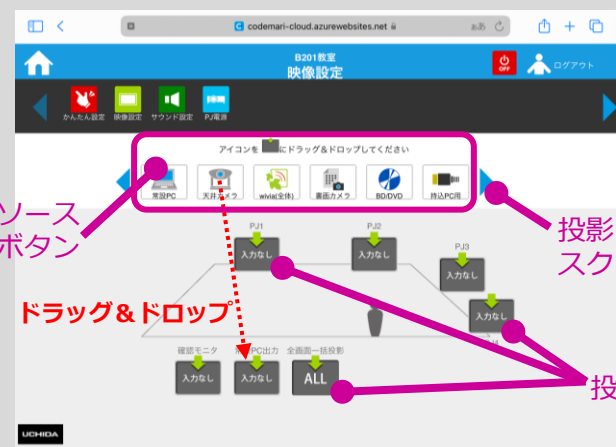 codemari-cloud.azurewebsites.net
ああ
B201教室
映像設定
OFF
ログアウト
かんたん設定 映像設定 サウンド設定 PJ電源
アイコンを にドラッグ&ドロップしてください
常設PC 天井カメラ wivia(全体) 書画カメラ BD/DVD 持込PC用
ソース
ボタン
投影
スク
PJ1 PJ2 PJ3
入力なし 入力なし 入力なし
入力なし
ドラッグ&ドロップ
確認モニタ PC出力 全画面一括投影
入力なし 入力なし ALL
投
UCHIDA